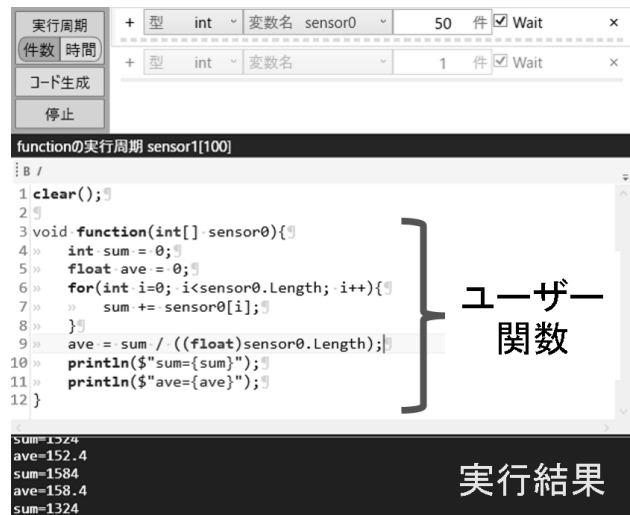 実行周期 + 型 int 変数名 sensor0 50 件 Wait ×
件数 時間 + 型 int 変数名 1 件 Wait ×
コード生成
停止
functionの実行周期 sensor1[100]
B /
1 clear();
2
3 void function(int[] sensor0){
4 int sum = 0;
5 float ave = 0;
6 for(int i=0; i<sensor0.Length; i++){
7 sum += sensor0[i];
8 }
9 ave = sum / ((float)sensor0.Length);
10 println($"sum={sum}");
11 println($"ave={ave}");
12 }
ユーザー
関数
sum=1524
ave=152.4
sum=1584
ave=158.4
sum=1324
実行結果